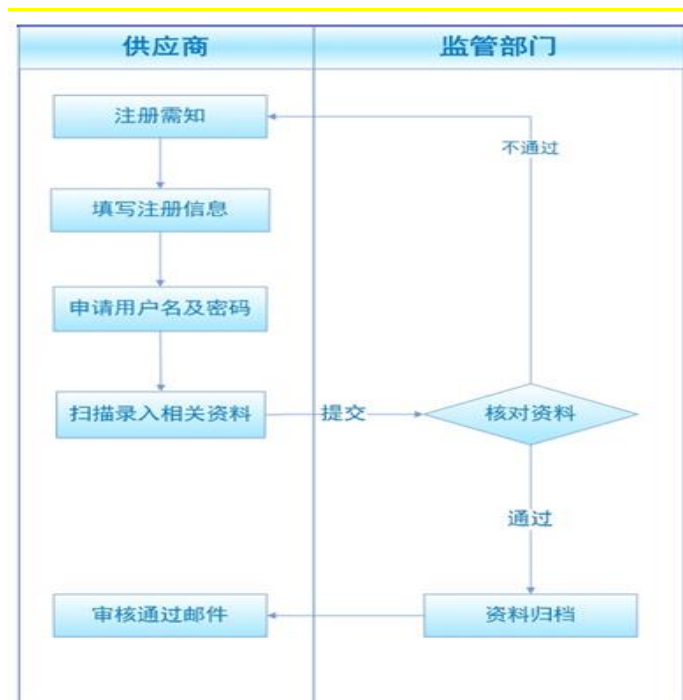 供应商
监管部门
注册需知
不通过
填写注册信息
申请用户名及密码
扫描录入相关资料
提交
核对资料
通过
审核通过邮件
资料归档